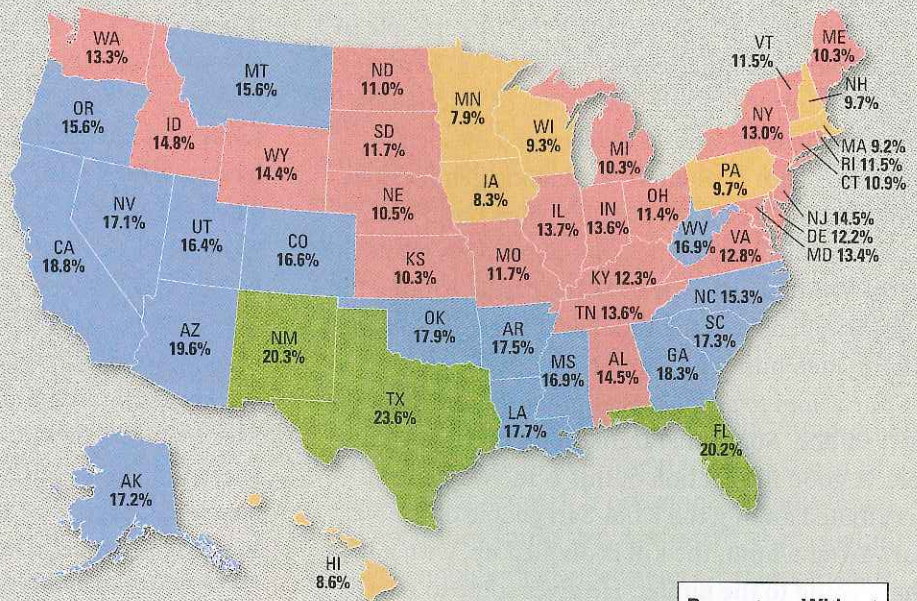 WA
13.3%
MT
15.6%
ND
11.0%
MN
7.9%
VT
11.5%
ME
10.3%
NH
9.7%
OR
15.6%
ID
14.8%
SD
11.7%
WI
9.3%
MI
10.3%
NY
13.0%
MA 9.2%
RI 11.5%
CT 10.9%
WY
14.4%
IA
8.3%
PA
9.7%
NE
10.5%
NV
17.1%
UT
16.4%
CO
16.6%
IL
13.7%
IN
13.6%
OH
11.4%
NJ 14.5%
DE 12.2%
MD 13.4%
CA
18.8%
KS
10.3%
MO
11.7%
WV
16.9%
VA
12.8%
KY 12.3%
NC 15.3%
TN 13.6%
AZ
19.6%
NM
20.3%
OK
17.9%
AR
17.5%
SC
17.3%
MS
16.9%
AL
14.5%
GA
18.3%
TX
23.6%
LA
17.7%
FL
20.2%
AK
17.2%
HI
8.6%